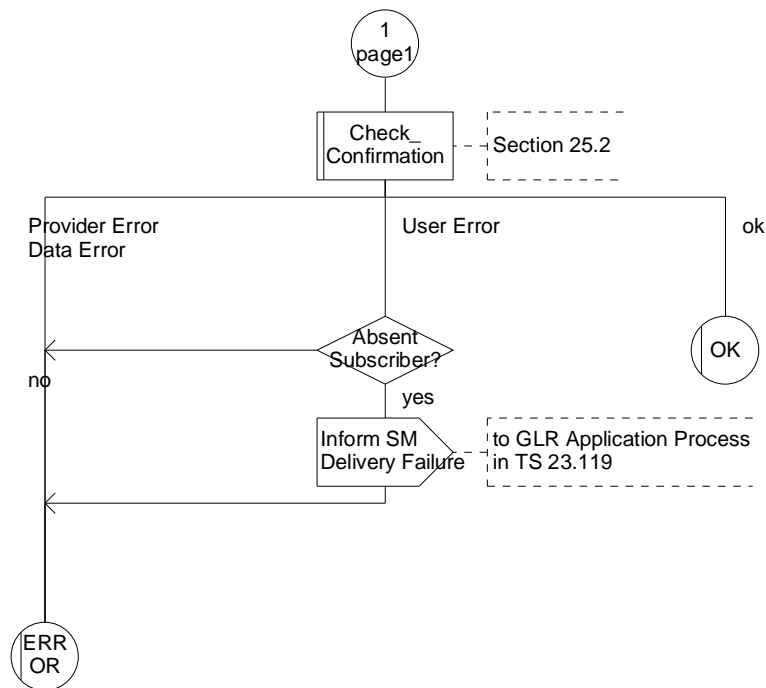 1
page1
Check_
Confirmation
Section 25.2
Provider Error
Data Error
User Error
ok
Absent
Subscriber?
OK
no
yes
Inform SM
Delivery Failure
to GLR Application Process
in TS 23.119
ERR
OR